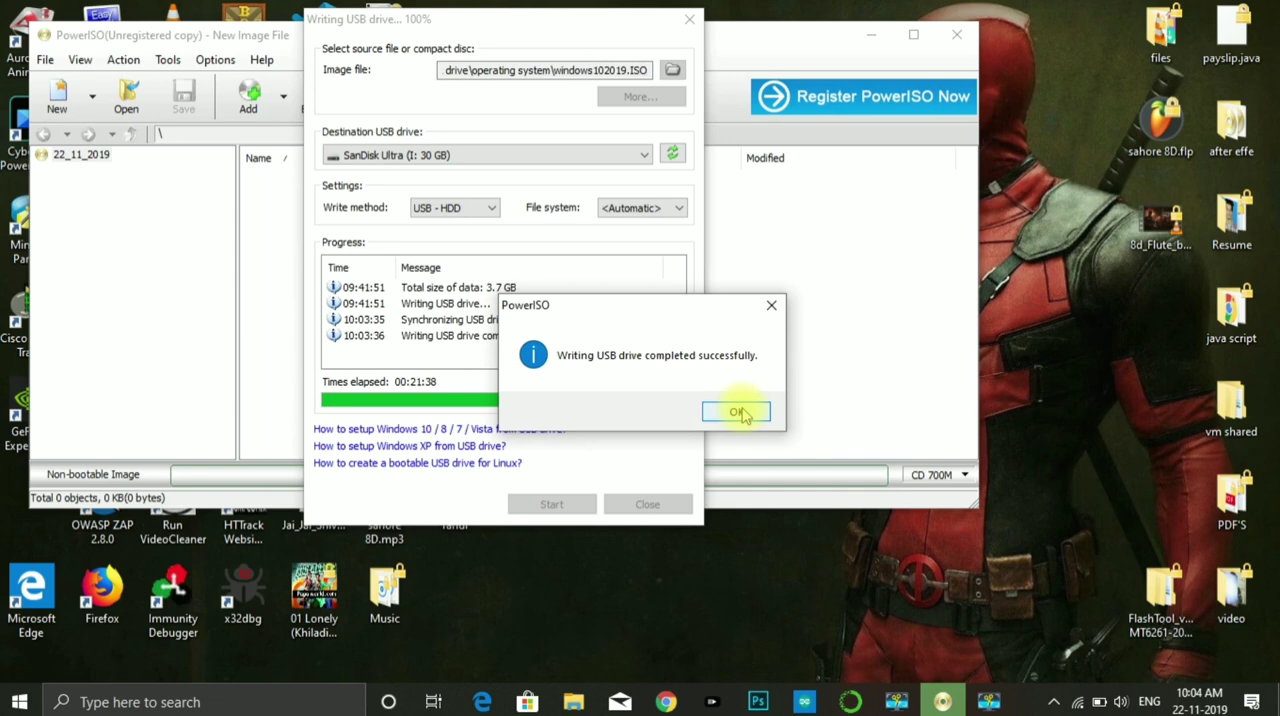 Writing USB drive... 100%
PowerISO(Unregistered copy) - New Image File
File View Action Tools Options Help
New Open Save Add
Register PowerISO Now
\
22_11_2019
Name
Modified
Select source file or compact disc:
Image file: drive\operating system\windows102019.ISO
More...
Destination USB drive:
SanDisk Ultra (I: 30 GB)
Settings:
Write method: USB - HDD File system: <Automatic>
Progress:
Time Message
09:41:51 Total size of data: 3.7 GB
09:41:51 Writing USB drive...
10:03:35 Synchronizing USB dri
10:03:36 Writing USB drive com
Times elapsed: 00:21:38
PowerISO
Writing USB drive completed successfully.
OK
How to setup Windows 10 / 8 / 7 / Vista from USB drive?
How to setup Windows XP from USB drive?
How to create a bootable USB drive for Linux?
Non-bootable Image
CD 700M
Total 0 objects, 0 KB(0 bytes)
Start Close
Easy
files
payslip.java
sahore 8D.flp
after effe
8d_Flute_b...
Resume
java script
vm shared
PDF'S
FlashTool_v...
MT6261-20...
video
OWASP ZAP
2.8.0
Run
VideoCleaner
HTTrack
Websi...
sahore
8D.mp3
Microsoft
Edge
Firefox
Immunity
Debugger
x32dbg
01 Lonely
(Khiladi...
Music
Type here to search
Ps
ENG
10:04 AM
22-11-2019